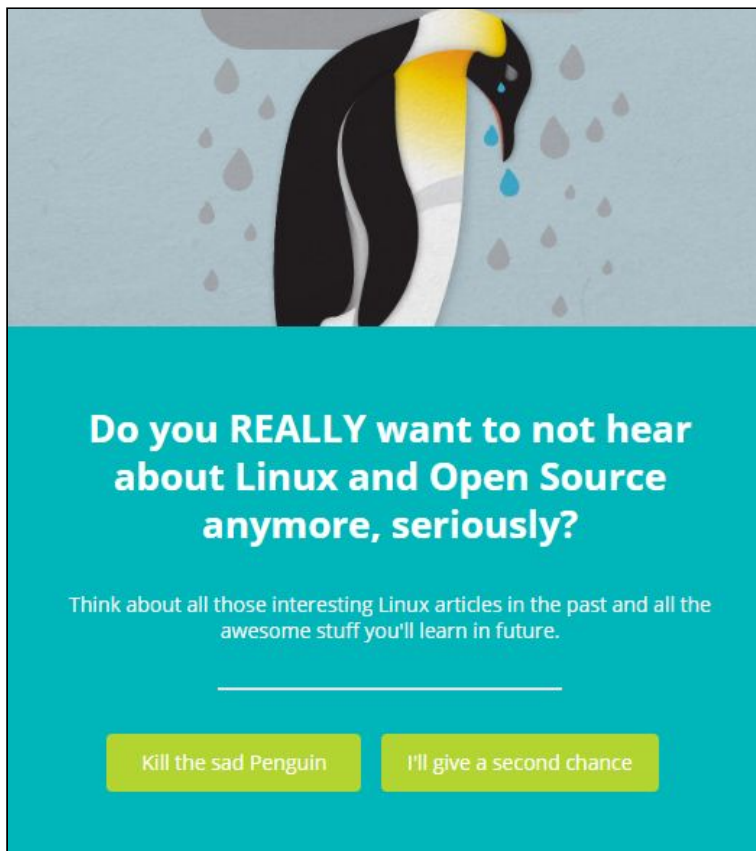 Do you REALLY want to not hear
about Linux and Open Source
anymore, seriously?
Think about all those interesting Linux articles in the past and all the
awesome stuff you'll learn in future.
Kill the sad Penguin
I'll give a second chance